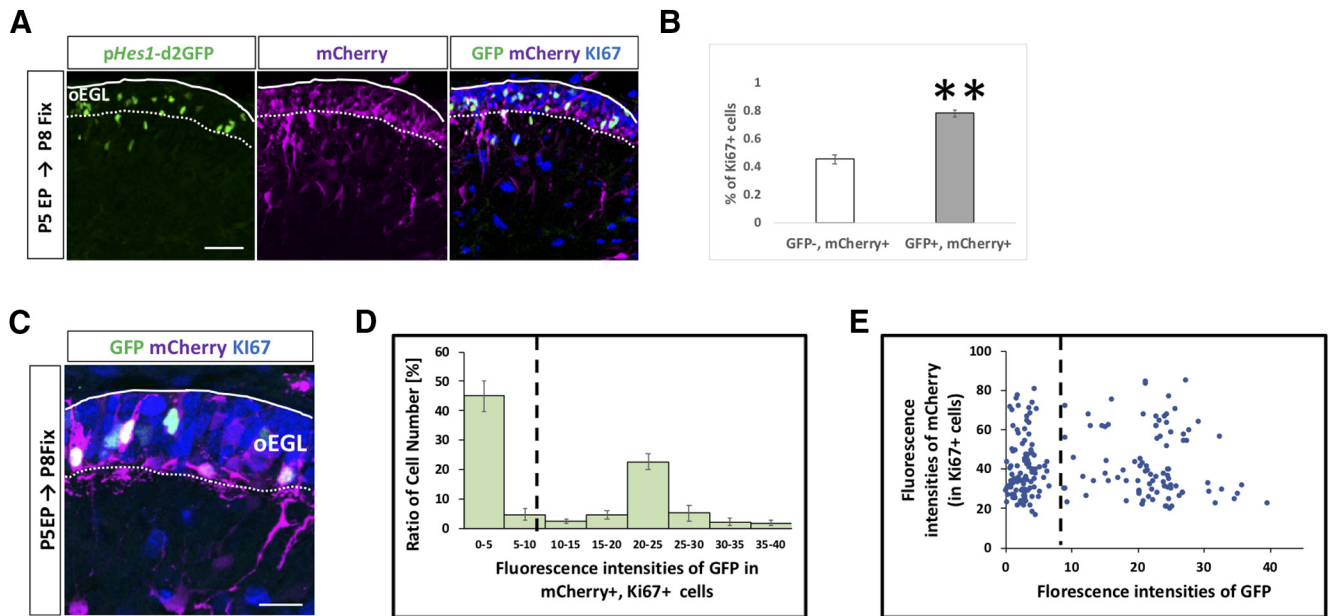 A
pHes1-d2GFP
mCherry
GFP mCherry KI67
P5 EP → P8 Fix
oEGL
B
% of Ki67+ cells
1
0.8
0.6
0.4
0.2
0
**
GFP-, mCherry+
GFP+, mCherry+
C
GFP mCherry KI67
P5EP → P8Fix
oEGL
D
Ratio of Cell Number [%]
60
50
40
30
20
10
0
0-5 5-10 10-15 15-20 20-25 25-30 30-35 35-40
Fluorescence intensities of GFP in
mCherry+, Ki67+ cells
E
Fluorescence
intensities of mCherry
(in Ki67+ cells)
100
80
60
40
20
0
0 10 20 30 40
Florescence intensities of GFP